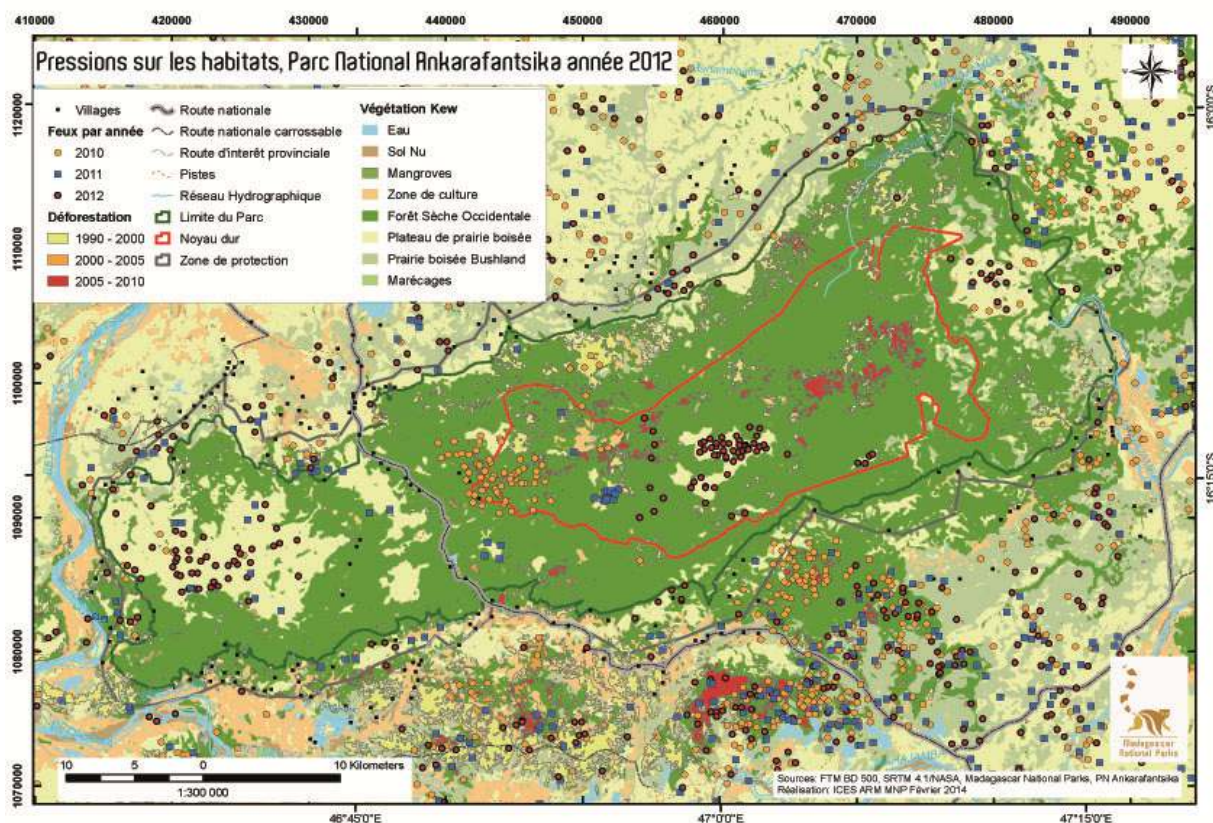 410000 420000 430000 440000 450000 460000 470000 480000 490000
Pressions sur les habitats, Parc National Ankarafantsika année 2012
Villages
Feux par année
2010
2011
2012
Déforestation
1990 - 2000
2000 - 2005
2005 - 2010
Route nationale
Route nationale carrossable
Route d'interêt provinciale
Pistes
Réseau Hydrographique
Limite du Parc
Noyau dur
Zone de protection
Végétation Kew
Eau
Sol Nu
Mangroves
Zone de culture
Forêt Sèche Occidentale
Plateau de prairie boisée
Prairie boisée Bushland
Marécages
1120000
1110000
1100000
1090000
1080000
1070000
16°0'0"S
16°15'0"S
10 5 0 10 Kilometers
1:300 000
Madagascar
National Parks
Sources: FTM BD 500, SRTM 4.1/NASA, Madagascar National Parks, PN Ankarafantsika
Réalisation: ICES ARM MNP Février 2014
46°45'0"E 47°0'0"E 47°15'0"E